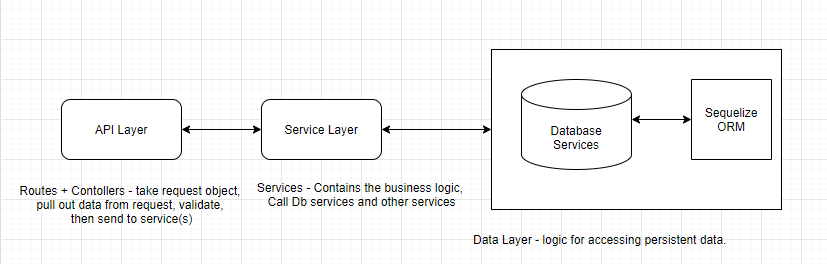 API Layer
Service Layer
Database
Services
Sequelize
ORM
Routes + Contollers - take request object,
pull out data from request, validate,
then send to service(s)
Services - Contains the business logic,
Call Db services and other services
Data Layer - logic for accessing persistent data.